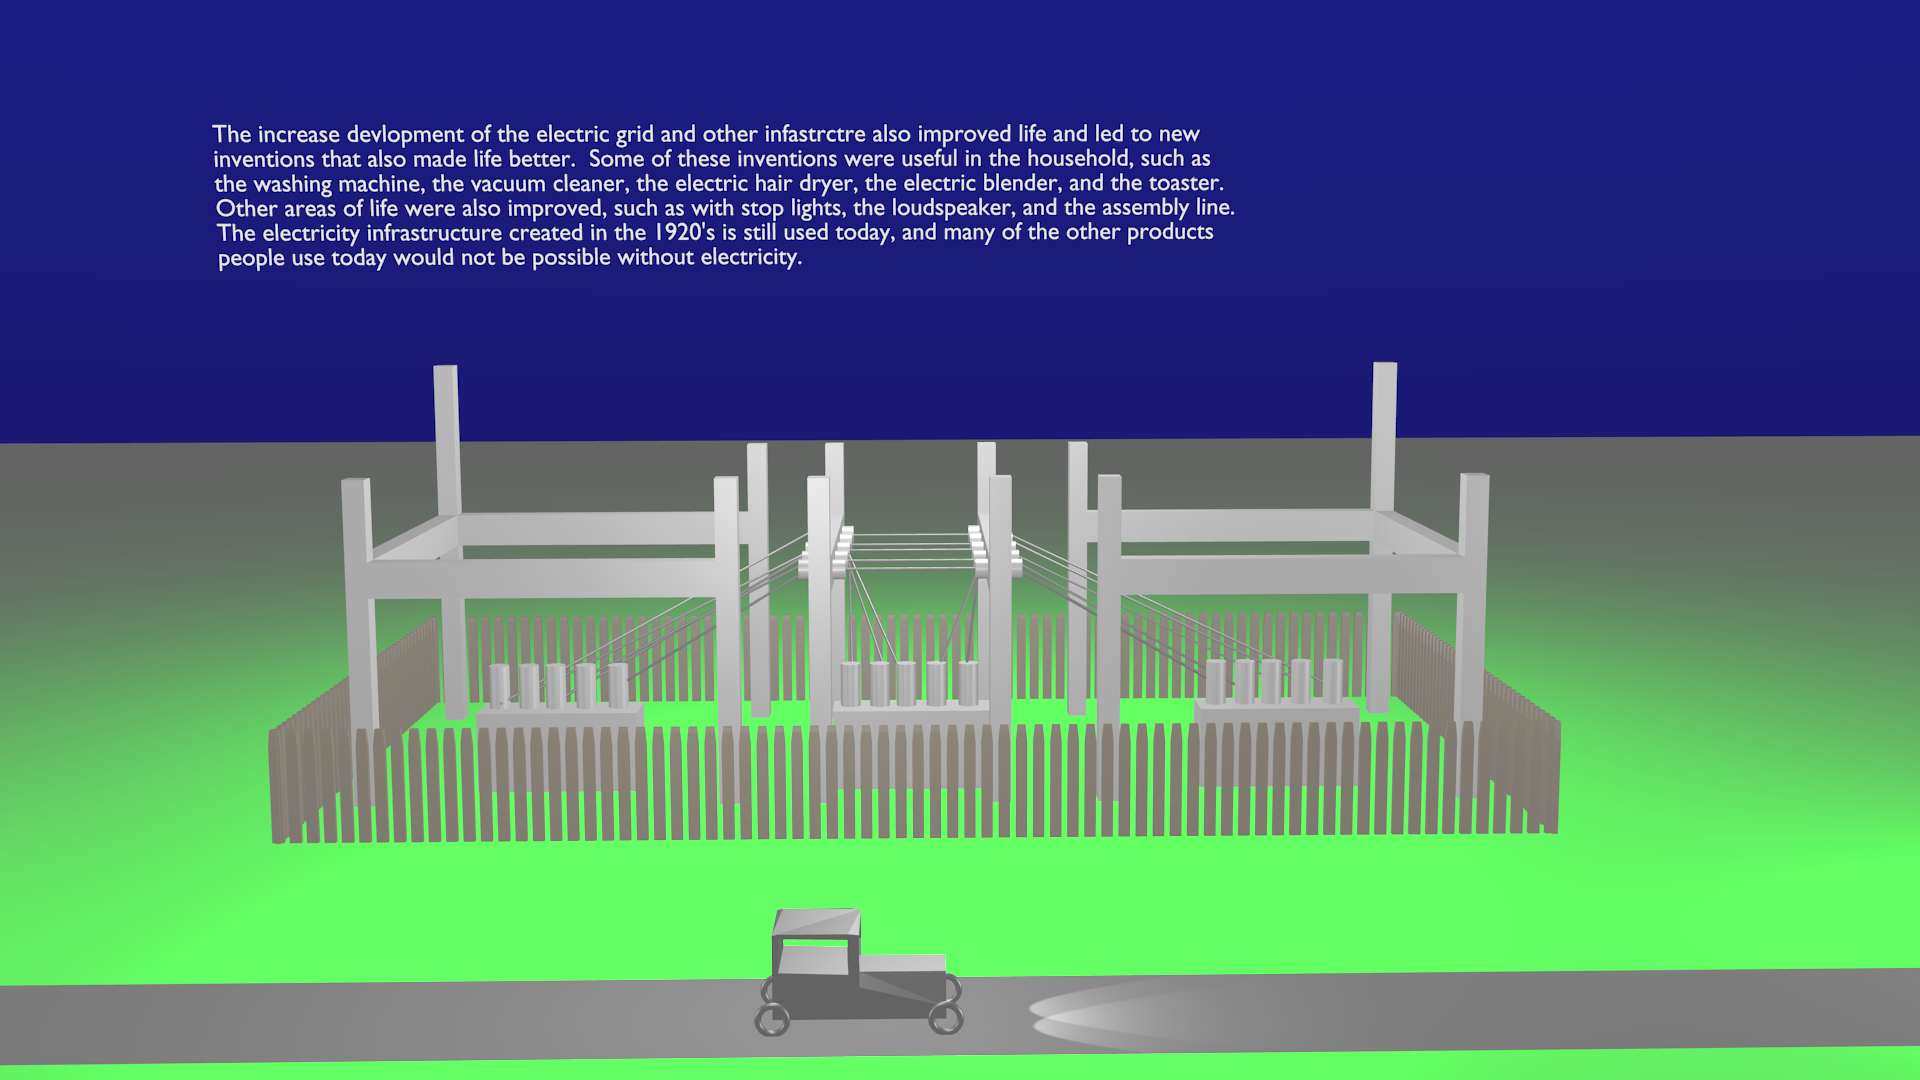 The increase devlopment of the electric grid and other infastrctre also improved life and led to new
inventions that also made life better.  Some of these inventions were useful in the household, such as
the washing machine, the vacuum cleaner, the electric hair dryer, the electric blender, and the toaster.
Other areas of life were also improved, such as with stop lights, the loudspeaker, and the assembly line.
The electricity infrastructure created in the 1920's is still used today, and many of the other products
people use today would not be possible without electricity.